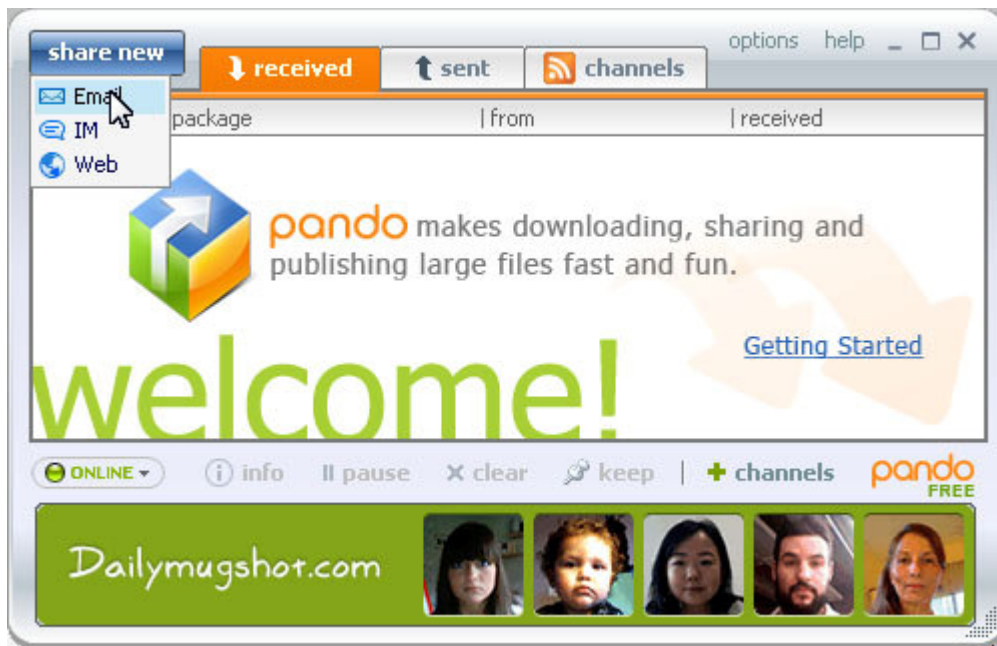 share new
received
sent
channels
options
help
Email
IM
Web
package
from
received
pando makes downloading, sharing and
publishing large files fast and fun.
Getting Started
welcome!
ONLINE
info
pause
clear
keep
channels
pando
FREE
Dailymugshot.com